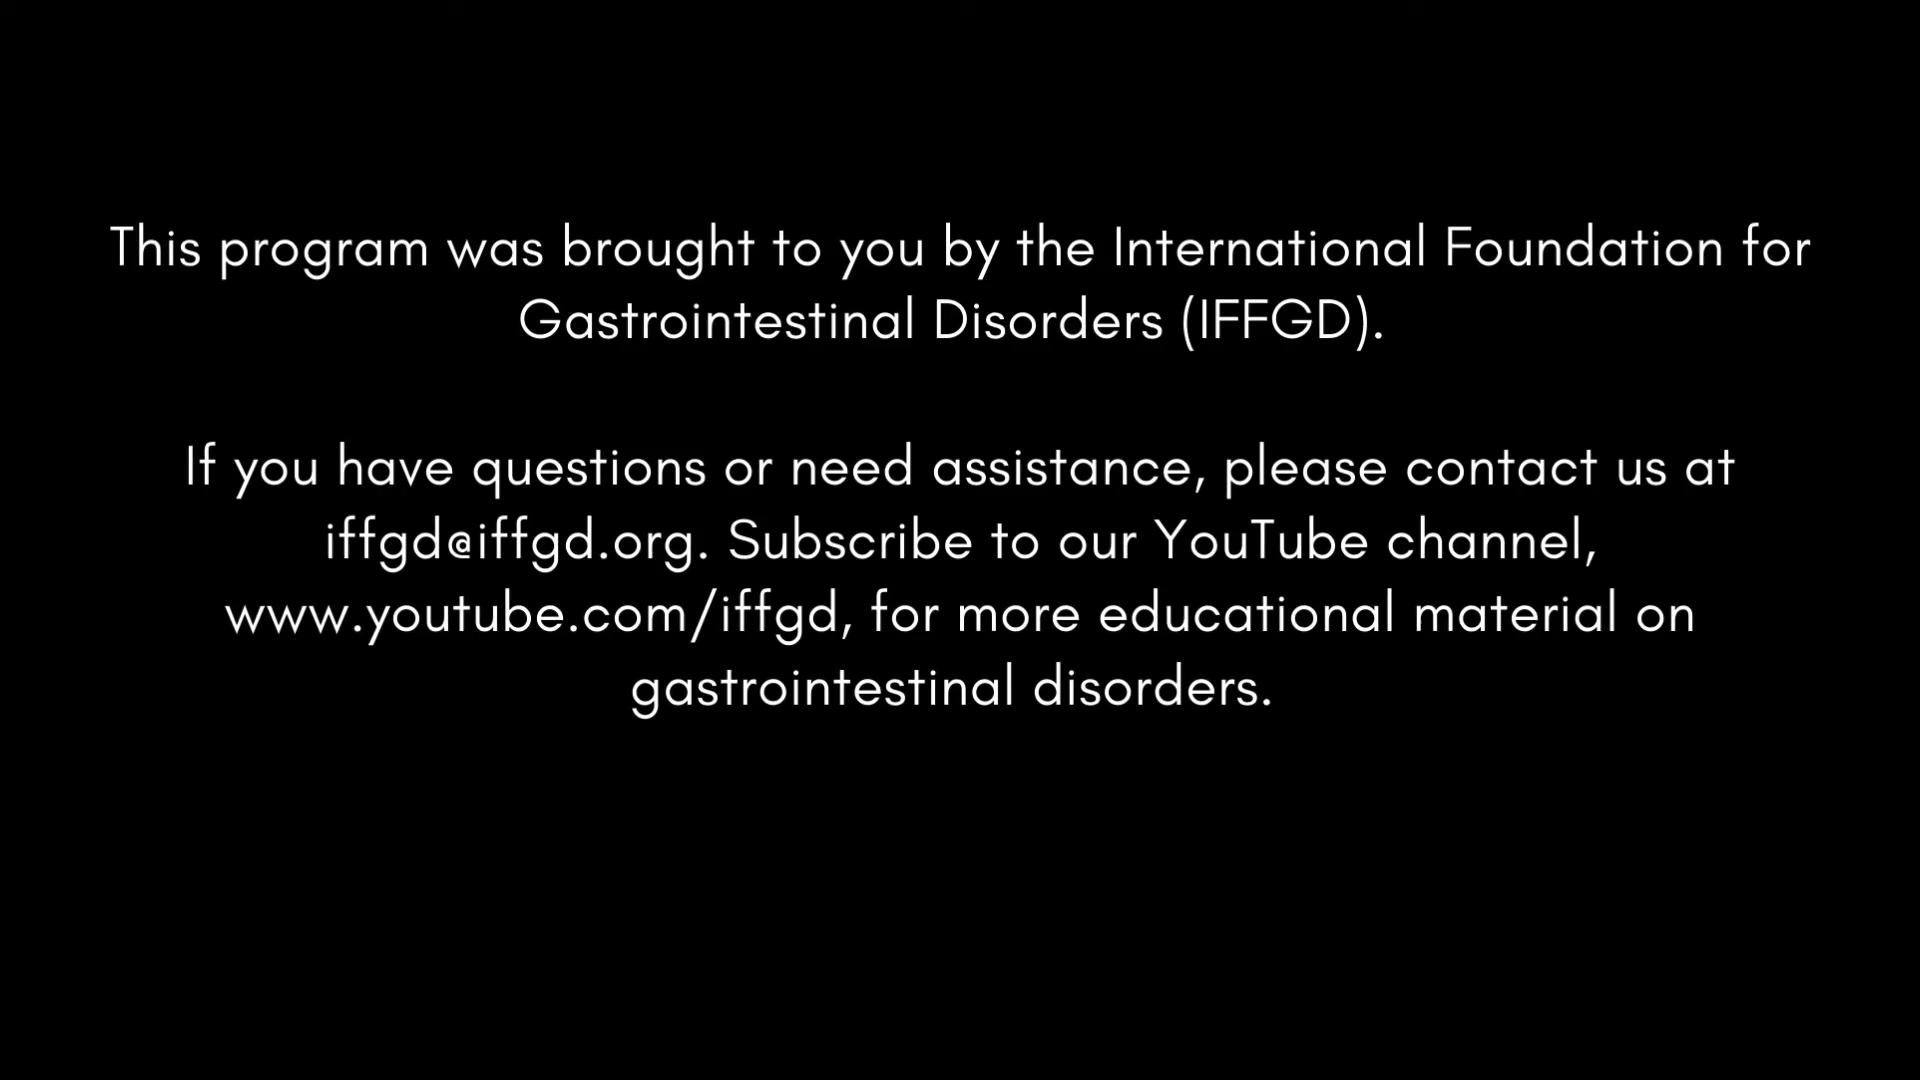 This program was brought to you by the International Foundation for
Gastrointestinal Disorders (IFFGD).
If you have questions or need assistance, please contact us at
iffgd@iffgd.org. Subscribe to our YouTube channel,
www.youtube.com/iffgd, for more educational material on
gastrointestinal disorders.